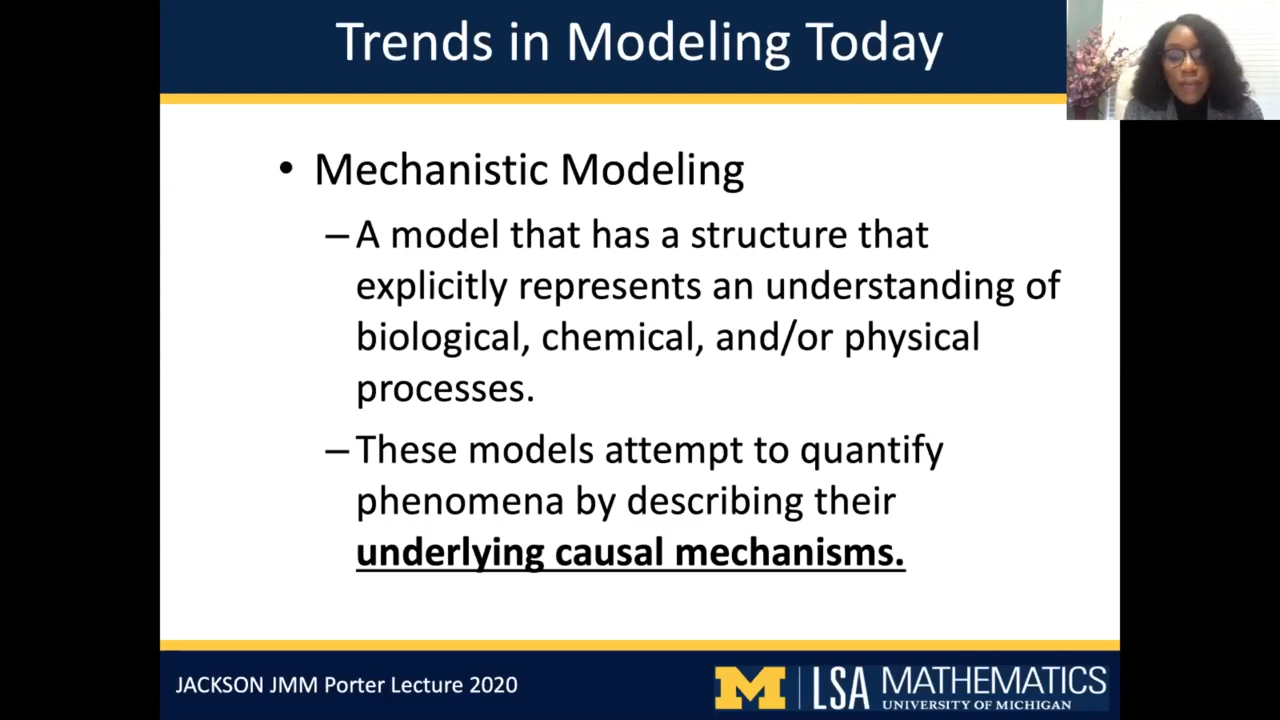 Trends in Modeling Today
• Mechanistic Modeling
– A model that has a structure that
explicitly represents an understanding of
biological, chemical, and/or physical
processes.
– These models attempt to quantify
phenomena by describing their
underlying causal mechanisms.
JACKSON JMM Porter Lecture 2020
M LSA MATHEMATICS
UNIVERSITY OF MICHIGAN